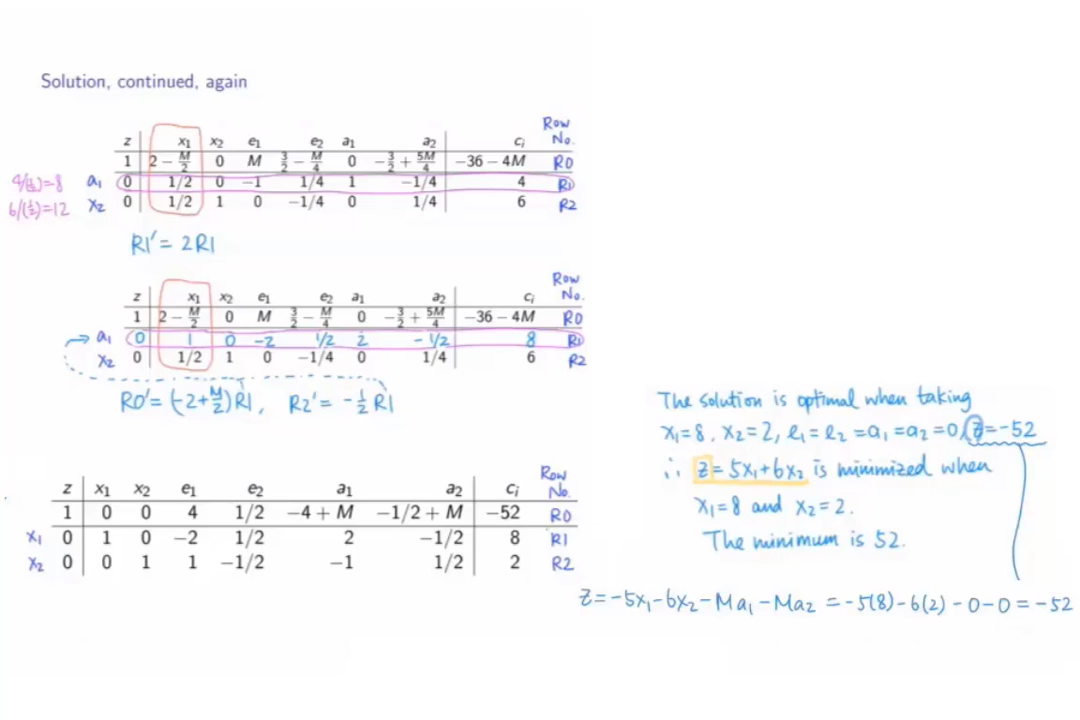 Solution, continued, again
Row
z x₁ x₂ e₁ e₂ a₁ a₂ cᵢ No.
1 2 − M/2 0 M 3/2 − M/4 0 −3/2 + 5M/4 −36 − 4M R0
4/(½)=8 a₁ 0 1/2 0 −1 1/4 1 −1/4 4 R1
6/(½)=12 x₂ 0 1/2 1 0 −1/4 0 1/4 6 R2
R1′ = 2R1
Row
z x₁ x₂ e₁ e₂ a₁ a₂ cᵢ No.
1 2 − M/2 0 M 3/2 − M/4 0 −3/2 + 5M/4 −36 − 4M R0
a₁ 0 1 0 −2 1/2 2 −1/2 8 R1
x₂ 0 1/2 1 0 −1/4 0 1/4 6 R2
R0′ = (−2+M/2)R1, R2′ = −½ R1
Row
z x₁ x₂ e₁ e₂ a₁ a₂ cᵢ No.
1 0 0 4 1/2 −4 + M −1/2 + M −52 R0
x₁ 0 1 0 −2 1/2 2 −1/2 8 R1
x₂ 0 0 1 1 −1/2 −1 1/2 2 R2
The solution is optimal when taking
x₁=8, x₂=2, e₁=e₂=a₁=a₂=0, z=−52
∴ z=5x₁+6x₂ is minimized when
x₁=8 and x₂=2.
The minimum is 52.
z=−5x₁−6x₂−Ma₁−Ma₂ = −5(8)−6(2)−0−0=−52